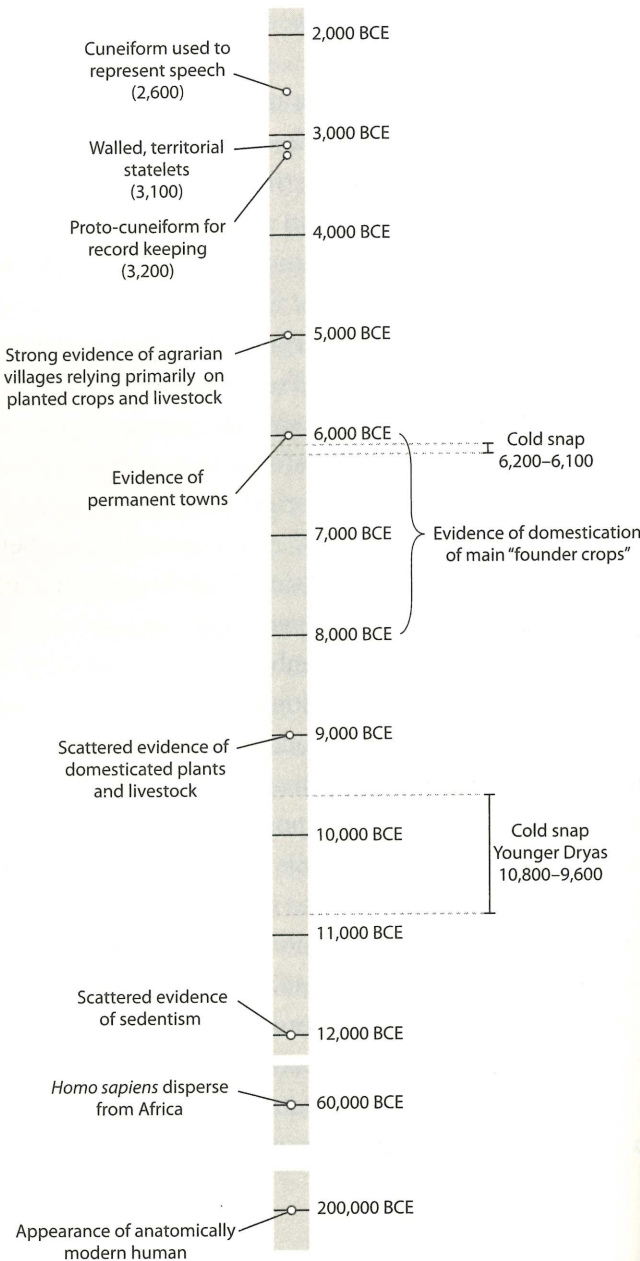 2,000 BCE
Cuneiform used to
represent speech
(2,600)
3,000 BCE
Walled, territorial
statelets
(3,100)
Proto-cuneiform for
record keeping
(3,200)
4,000 BCE
5,000 BCE
Strong evidence of agrarian
villages relying primarily on
planted crops and livestock
6,000 BCE
Cold snap
6,200–6,100
Evidence of
permanent towns
7,000 BCE
Evidence of domestication
of main "founder crops"
8,000 BCE
9,000 BCE
Scattered evidence of
domesticated plants
and livestock
10,000 BCE
Cold snap
Younger Dryas
10,800–9,600
11,000 BCE
Scattered evidence
of sedentism
12,000 BCE
Homo sapiens disperse
from Africa
60,000 BCE
200,000 BCE
Appearance of anatomically
modern human